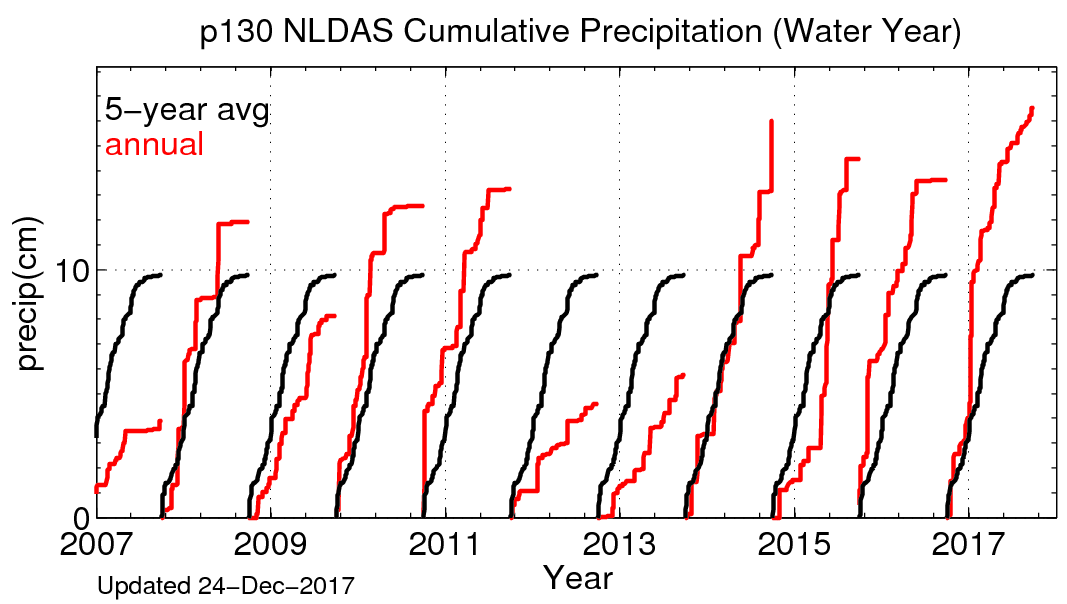 p130 NLDAS Cumulative Precipitation (Water Year)
5−year avg
annual
precip(cm)
10
0
2007 2009 2011 2013 2015 2017
Year
Updated 24−Dec−2017